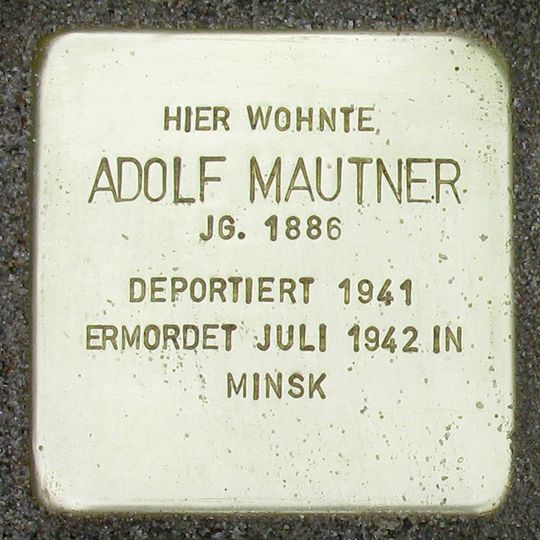 HIER WOHNTE
ADOLF MAUTNER
JG. 1886
DEPORTIERT 1941
ERMORDET JULI 1942 IN
MINSK